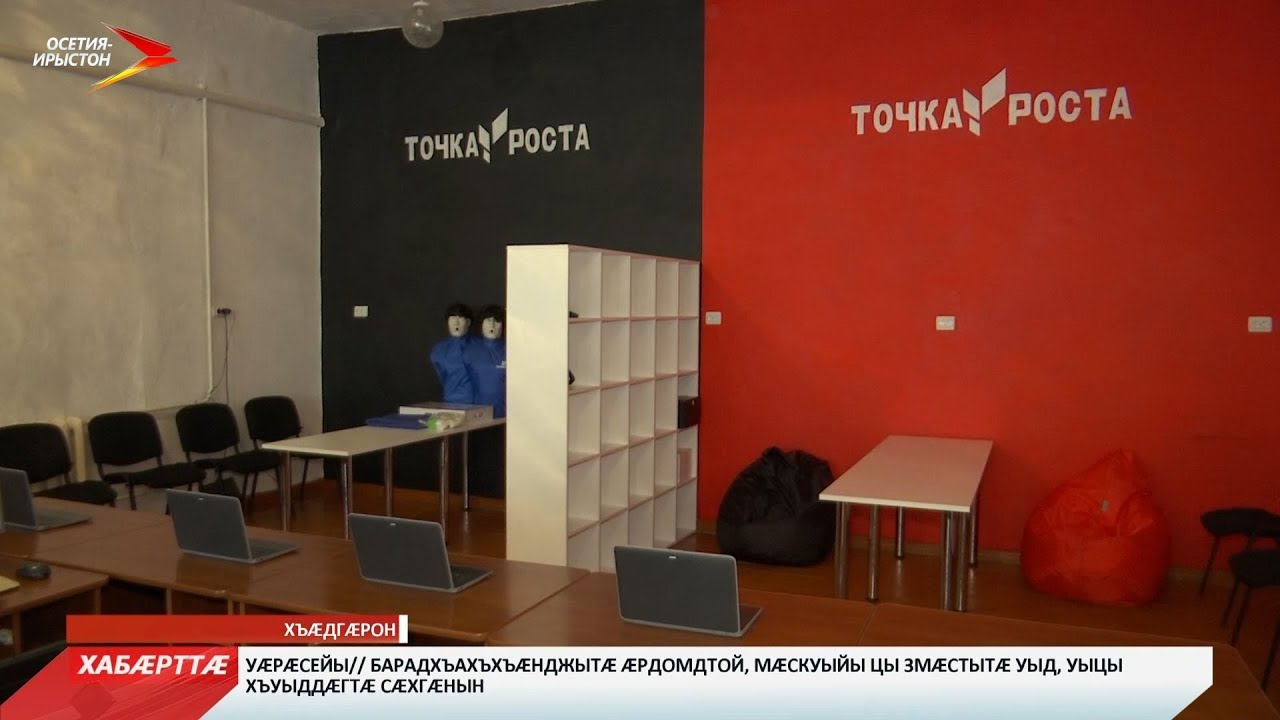 ОСЕТИЯ-
ИРЫСТОН
ТОЧКА РОСТА
ТОЧКА РОСТА
ХЪÆДГÆРОН
ХАБÆРТТÆ
УÆРÆСЕЙЫ// БАРАДХЪАХЪХЪÆНДЖЫТÆ ÆРДОМДТОЙ, МÆСКУЫЙЫ ЦЫ ЗМÆСТЫТÆ УЫД, УЫЦЫ
ХЪУЫДДÆГТÆ СÆХГÆНЫН